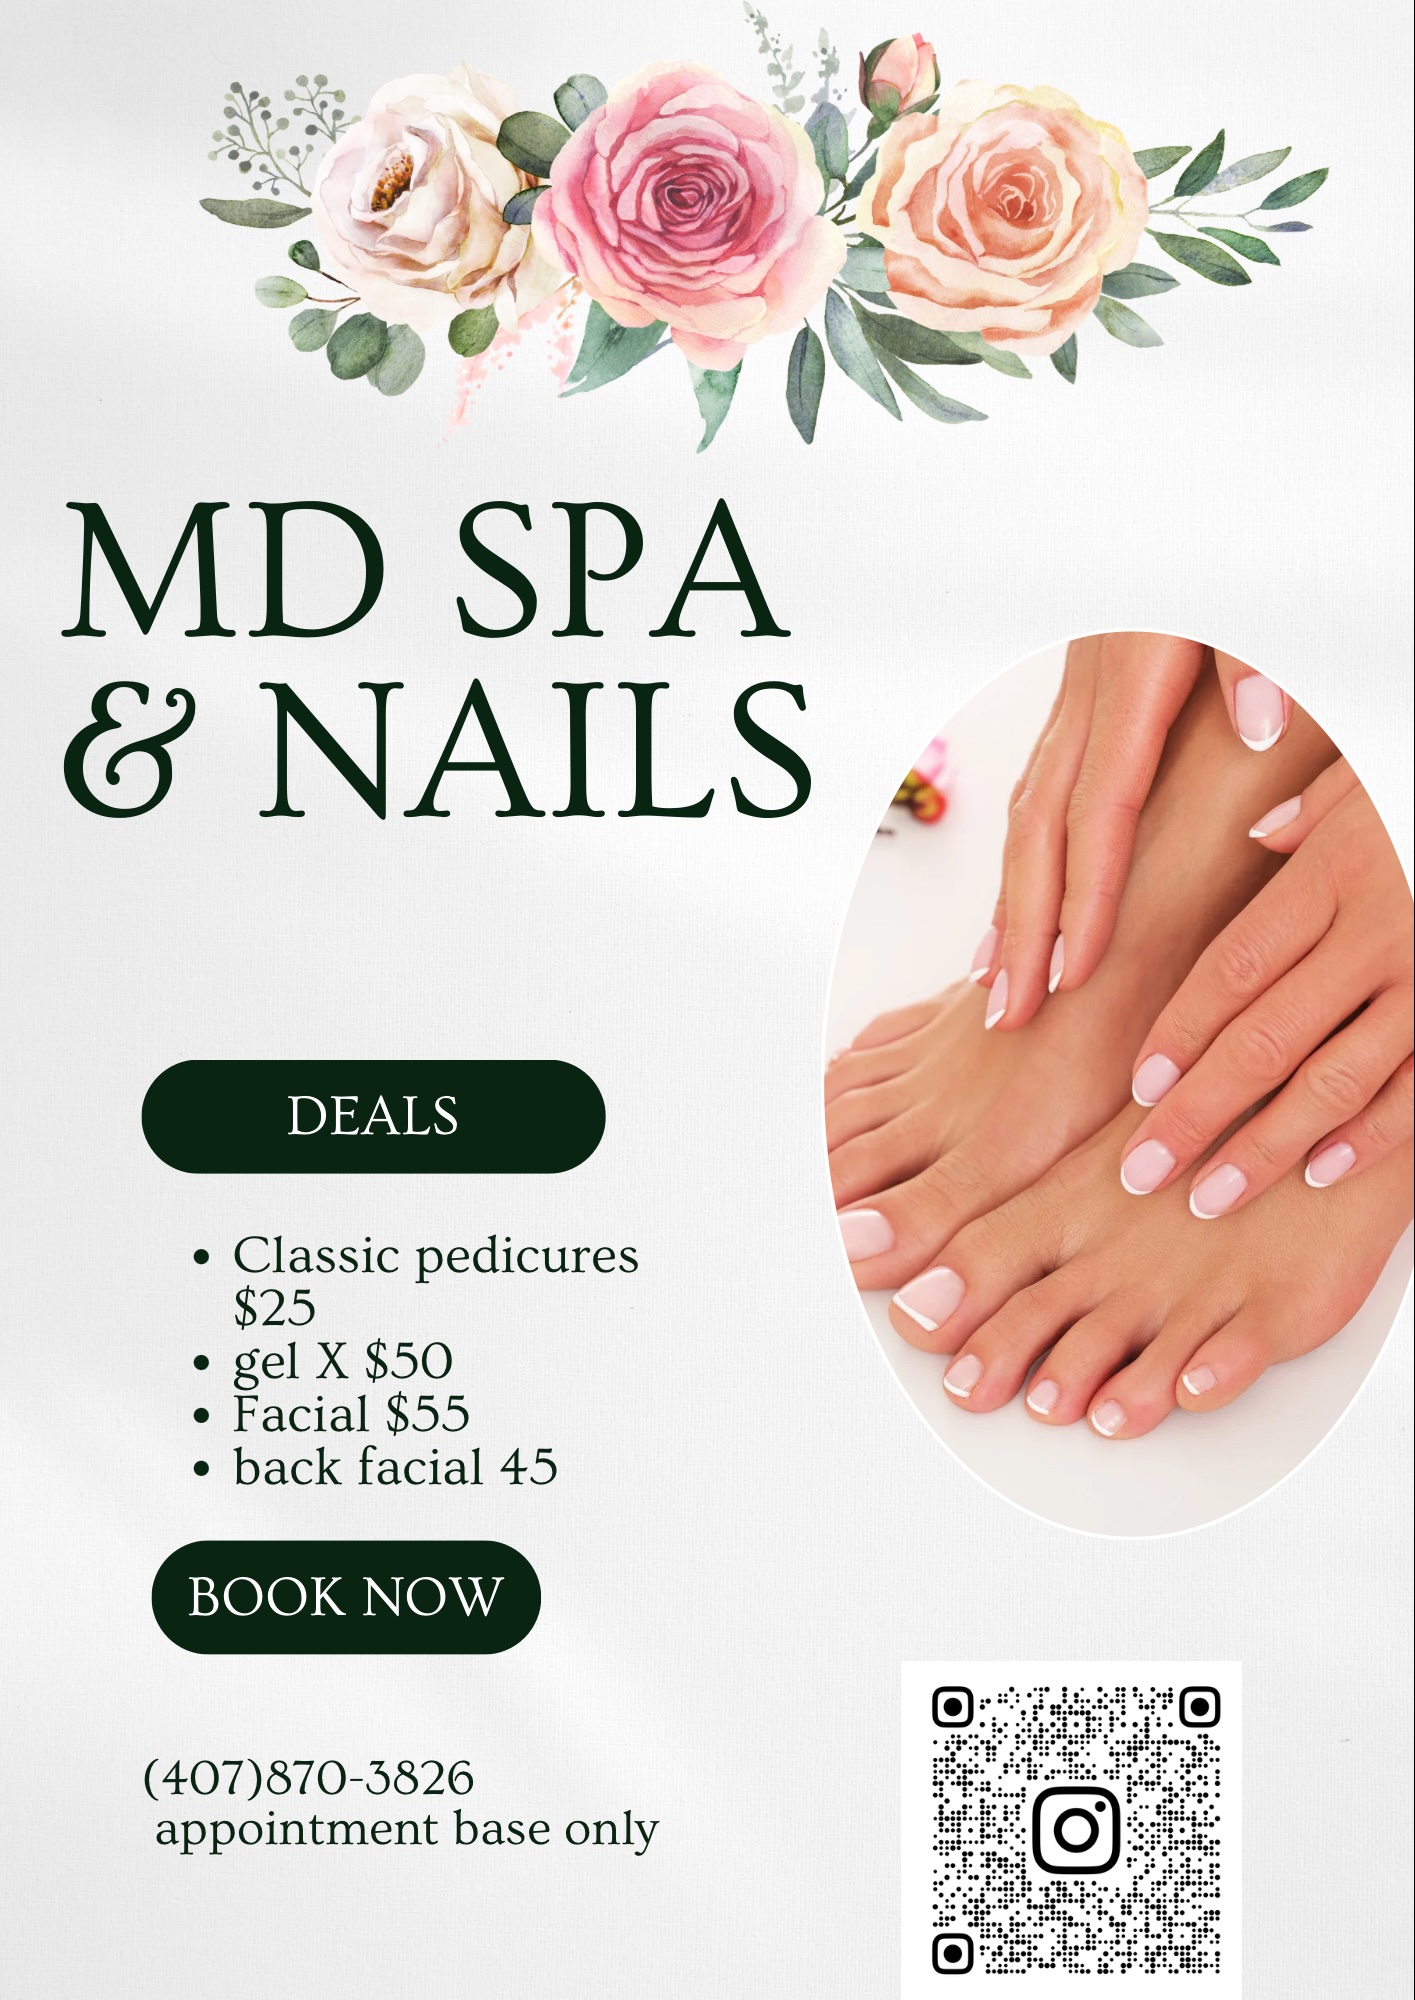 MD SPA
& NAILS
DEALS
• Classic pedicures
$25
• gel X $50
• Facial $55
• back facial 45
BOOK NOW
(407)870-3826
appointment base only